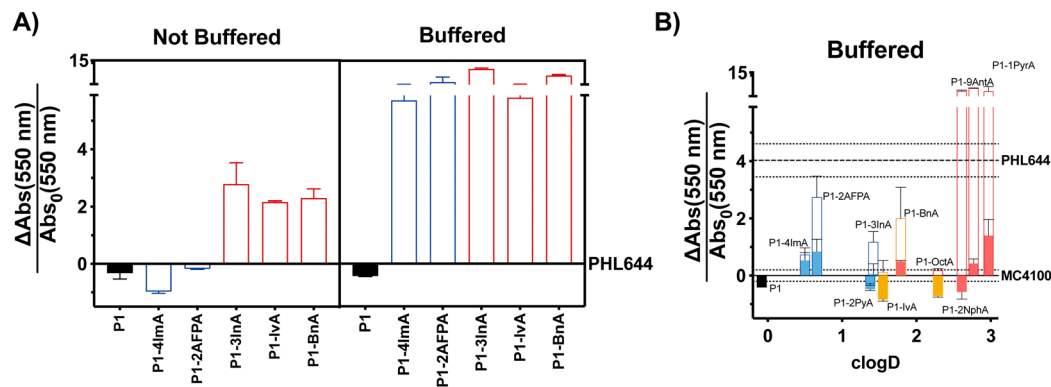 A)
Not Buffered
Buffered
15
4
2
0
ΔAbs(550 nm)
Abs₀(550 nm)
PHL644
P1
P1-4ImA
P1-2AFPA
P1-3InA
P1-IvA
P1-BnA
P1
P1-4ImA
P1-2AFPA
P1-3InA
P1-IvA
P1-BnA
B)
Buffered
P1-1PyrA
15
P1-9AntA
4
2
0
ΔAbs(550 nm)
Abs₀(550 nm)
PHL644
P1-2AFPA
P1-BnA
P1-3InA
P1-4ImA
P1-OctA
MC4100
P1
P1-2PyA
P1-IvA
P1-2NphA
0
1
2
3
clogD